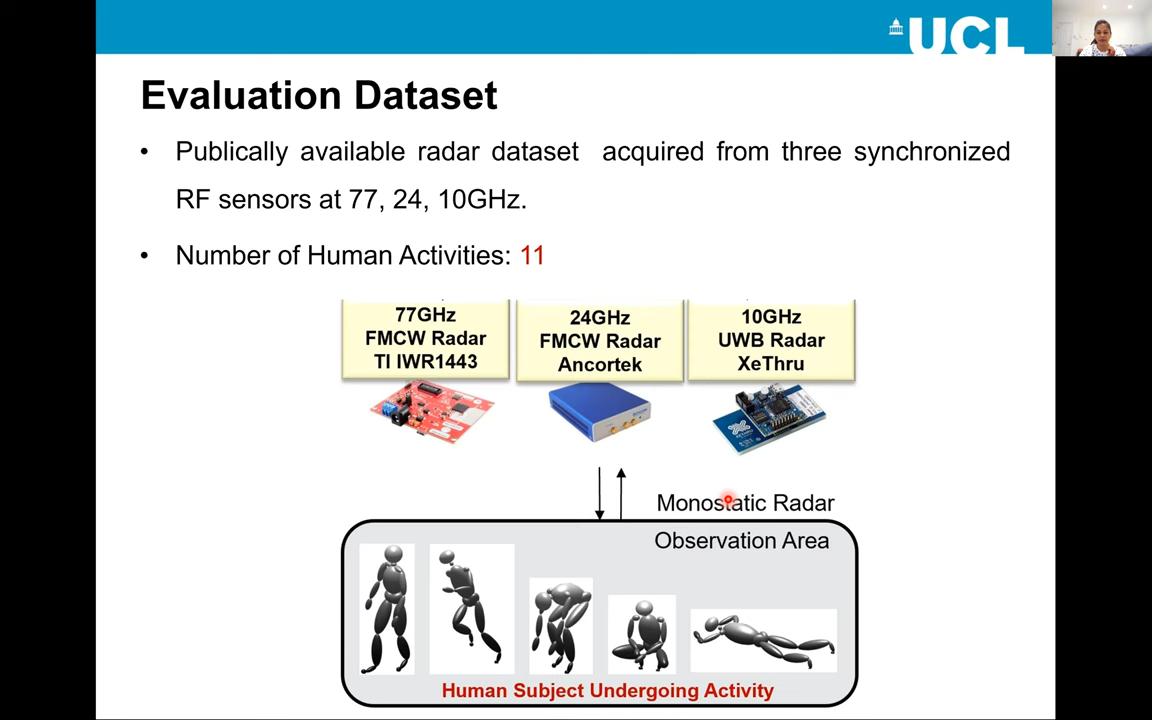 UCL
Evaluation Dataset
• Publically available radar dataset acquired from three synchronized
RF sensors at 77, 24, 10GHz.
• Number of Human Activities: 11
77GHz
FMCW Radar
TI IWR1443
24GHz
FMCW Radar
Ancortek
10GHz
UWB Radar
XeThru
Monostatic Radar
Observation Area
Human Subject Undergoing Activity